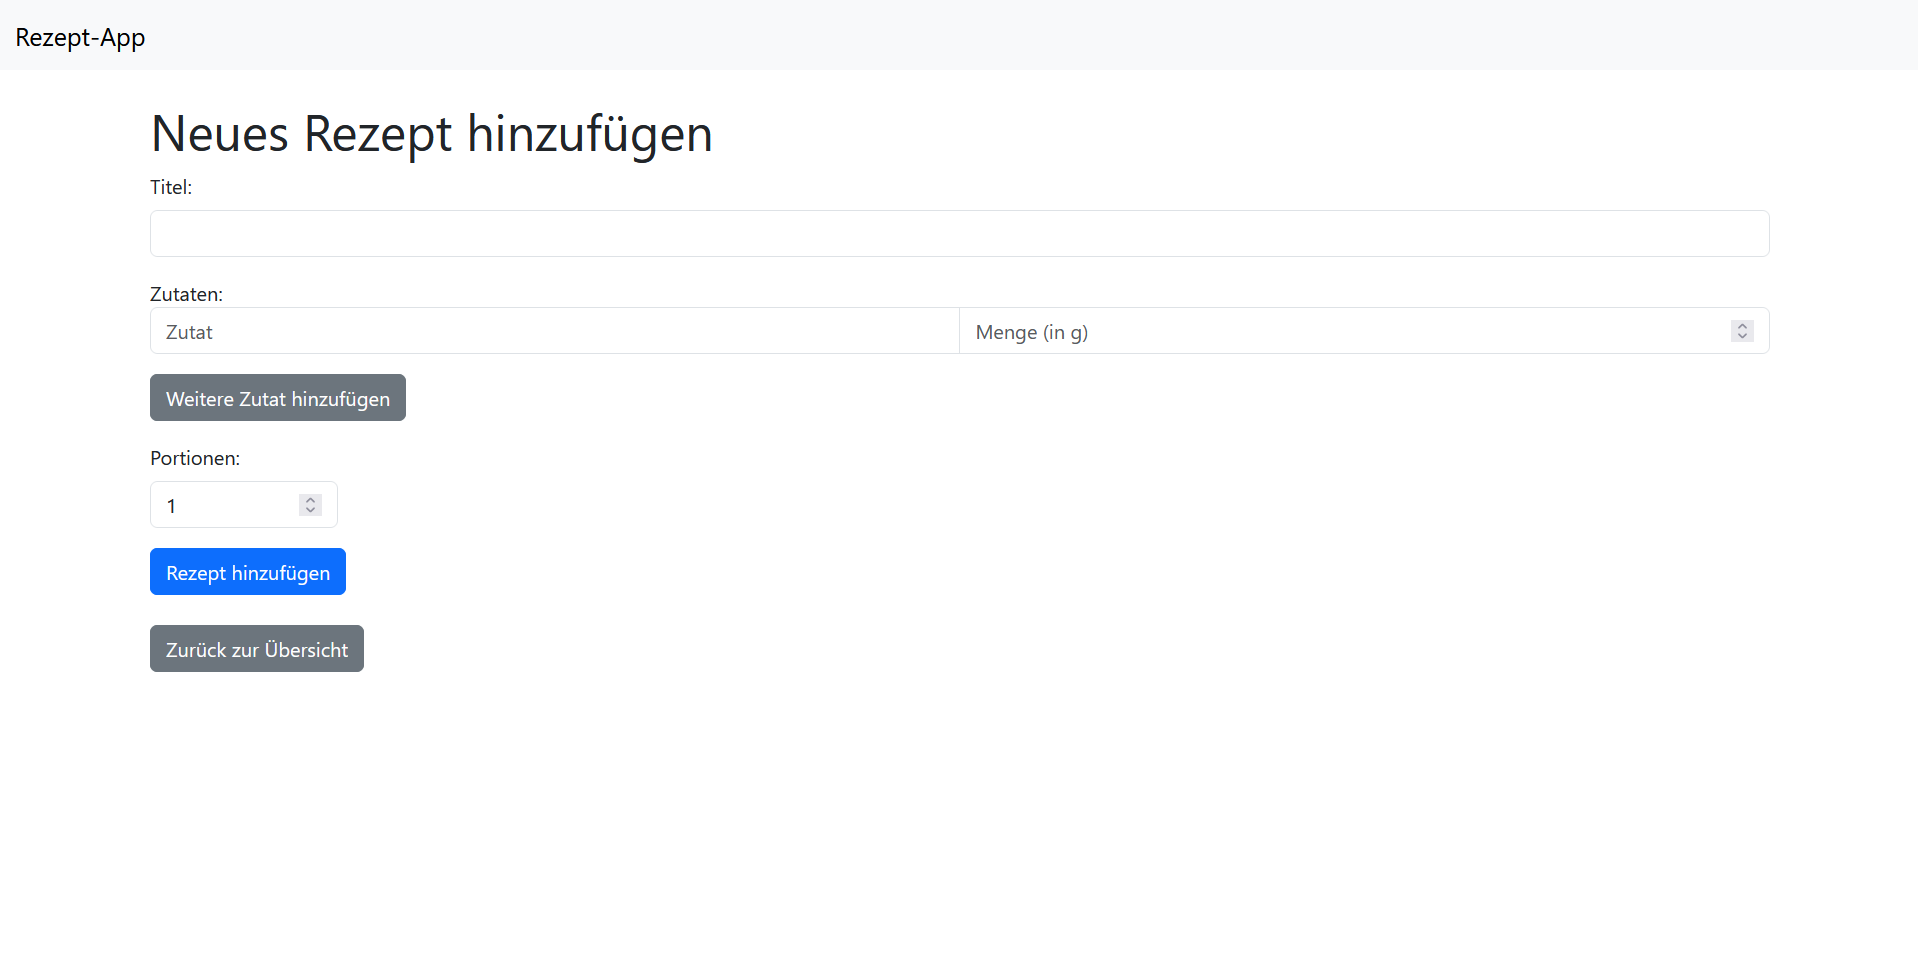 Rezept-App
Neues Rezept hinzufügen
Titel:
Zutaten:
Zutat Menge (in g)
Weitere Zutat hinzufügen
Portionen:
1
Rezept hinzufügen
Zurück zur Übersicht